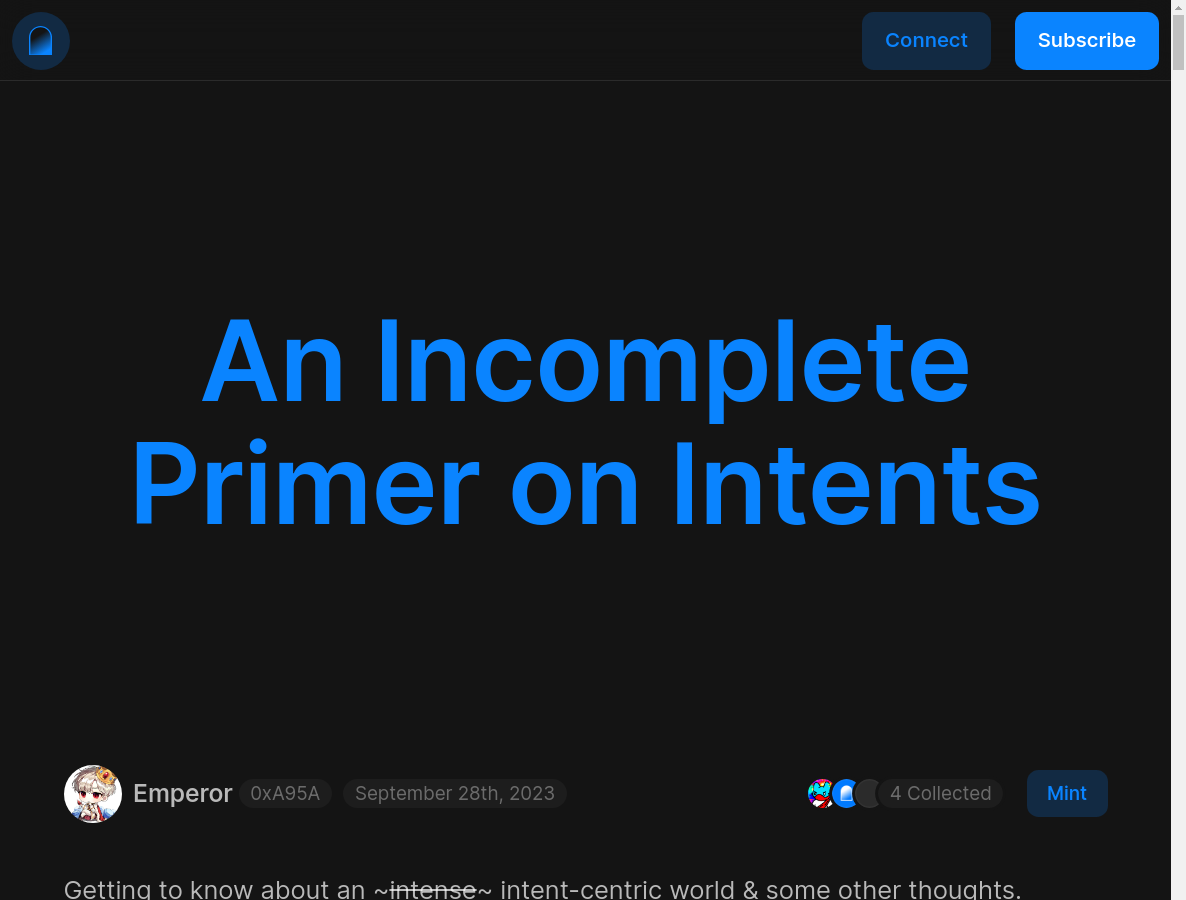 Connect
Subscribe
An Incomplete
Primer on Intents
Emperor 0xA95A September 28th, 2023 4 Collected Mint
Getting to know about an ~intense~ intent-centric world & some other thoughts.